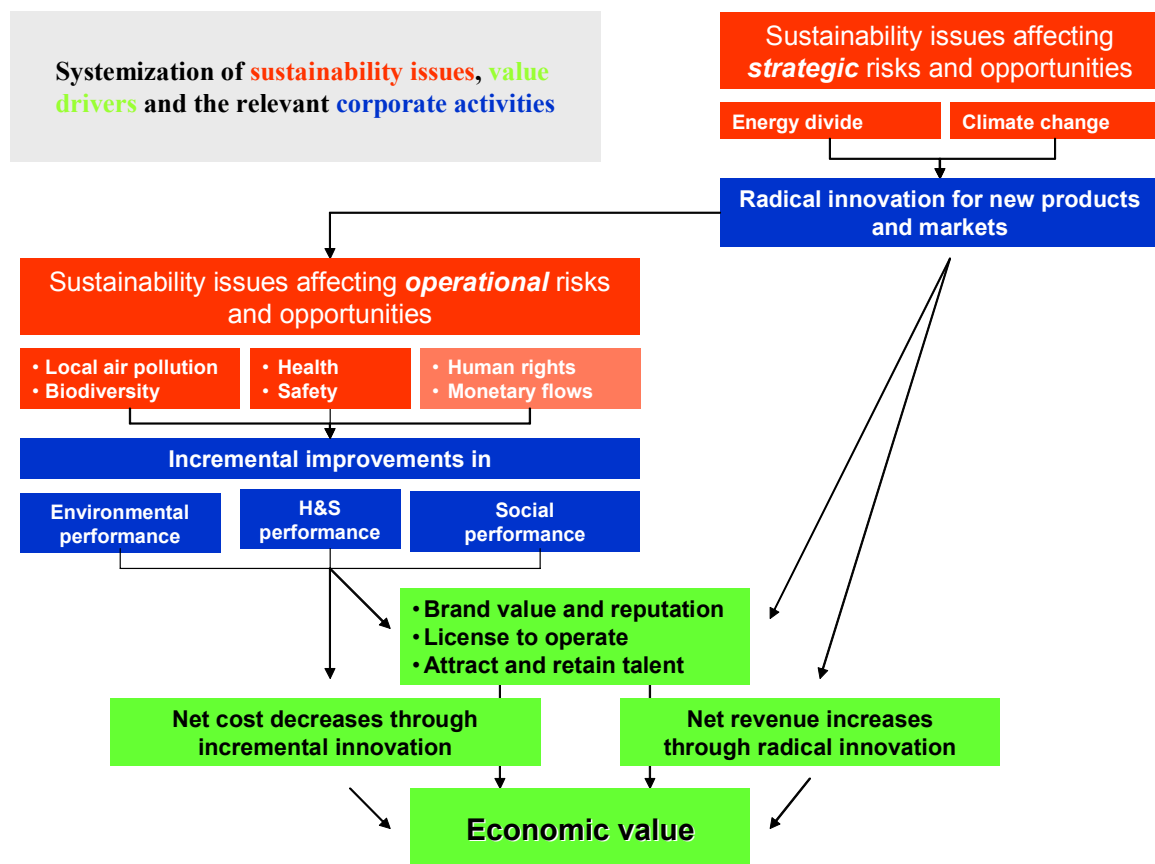 Systemization of sustainability issues, value
drivers and the relevant corporate activities
Sustainability issues affecting
strategic risks and opportunities
Energy divide
Climate change
Radical innovation for new products
and markets
Sustainability issues affecting operational risks
and opportunities
• Local air pollution
• Biodiversity
• Health
• Safety
• Human rights
• Monetary flows
Incremental improvements in
Environmental
performance
H&S
performance
Social
performance
• Brand value and reputation
• License to operate
• Attract and retain talent
Net cost decreases through
incremental innovation
Net revenue increases
through radical innovation
Economic value